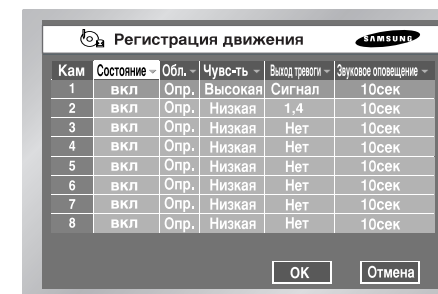 Регистрация движения SAMSUNG
Кам Состояние Обл. Чувс-ть Выход тревоги Звуковое оповещение
1 вкл Опр. Высокая Сигнал 10сек
2 вкл Опр. Низкая 1,4 10сек
3 вкл Опр. Низкая Нет 10сек
4 вкл Опр. Низкая Нет 10сек
5 вкл Опр. Низкая Нет 10сек
6 вкл Опр. Низкая Нет 10сек
7 вкл Опр. Низкая Нет 10сек
8 вкл Опр. Низкая Нет 10сек
OK Отмена